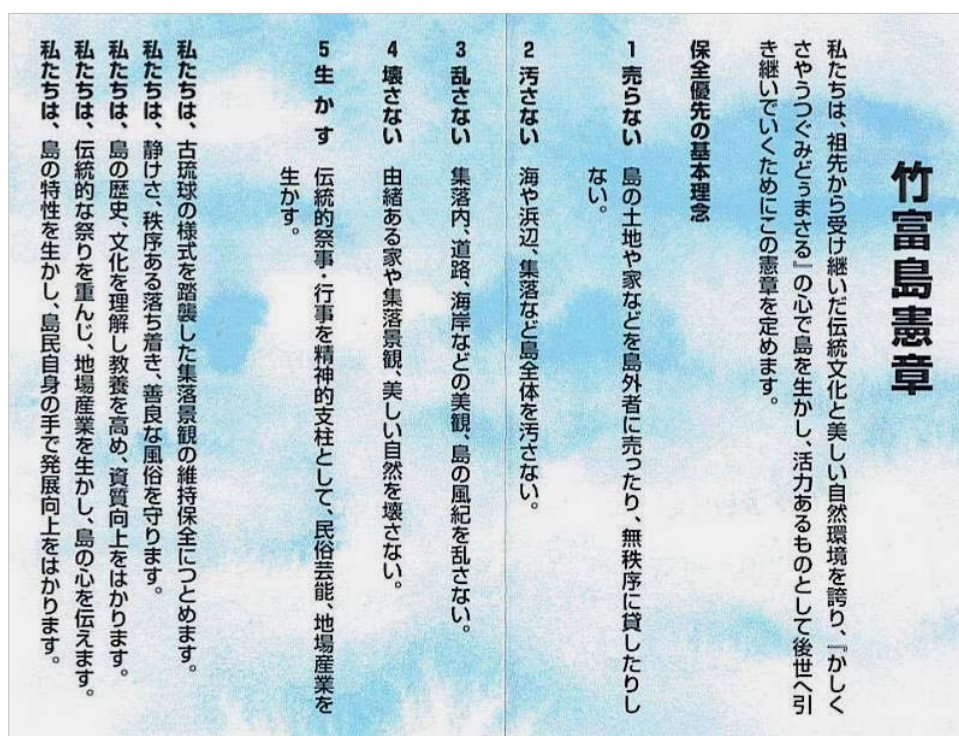 竹富島憲章
私たちは、祖先から受け継いだ伝統文化と美しい自然環境を誇り、『かしく
さやうつぐみどぅまさる』の心で島を生かし、活力あるものとして後世へ引
き継いでいくためにこの憲章を定めます。
保全優先の基本理念
1 売らない 島の土地や家などを島外者に売ったり、無秩序に貸したりし
ない。
2 汚さない 海や浜辺、集落など島全体を汚さない。
3 乱さない 集落内、道路、海岸などの美観、島の風紀を乱さない。
4 壊さない 由緒ある家や集落景観、美しい自然を壊さない。
5 生かす 伝統的祭事・行事を精神的支柱として、民俗芸能、地場産業を
生かす。
私たちは、古琉球の様式を踏襲した集落景観の維持保全につとめます。
私たちは、静けさ、秩序ある落ち着き、善良な風俗を守ります。
私たちは、島の歴史、文化を理解し教養を高め、資質向上をはかります。
私たちは、伝統的な祭りを重んじ、地場産業を生かし、島の心を伝えます。
私たちは、島の特性を生かし、島民自身の手で発展向上をはかります。